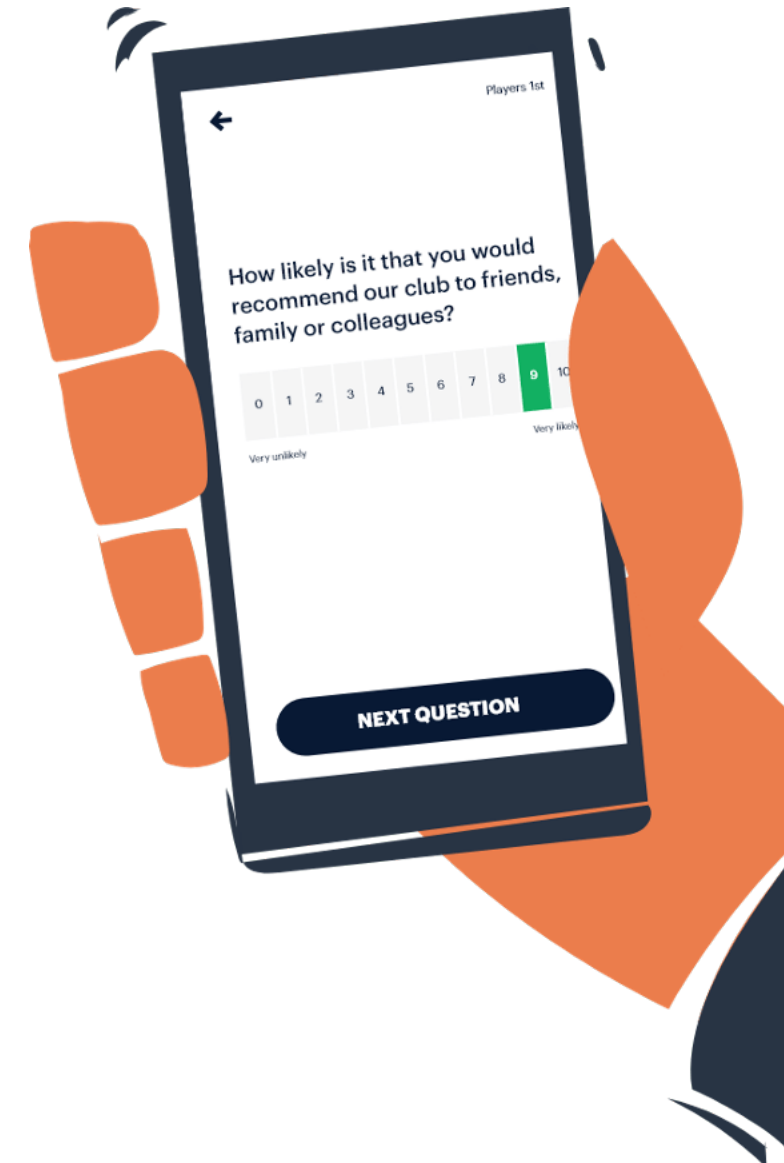 Players 1st
How likely is it that you would
recommend our club to friends,
family or colleagues?
0 1 2 3 4 5 6 7 8 9 10
Very unlikely Very likely
NEXT QUESTION